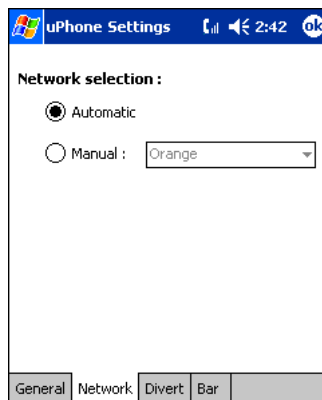 uPhone Settings 2:42 ok
Network selection :
Automatic
Manual : Orange
General Network Divert Bar